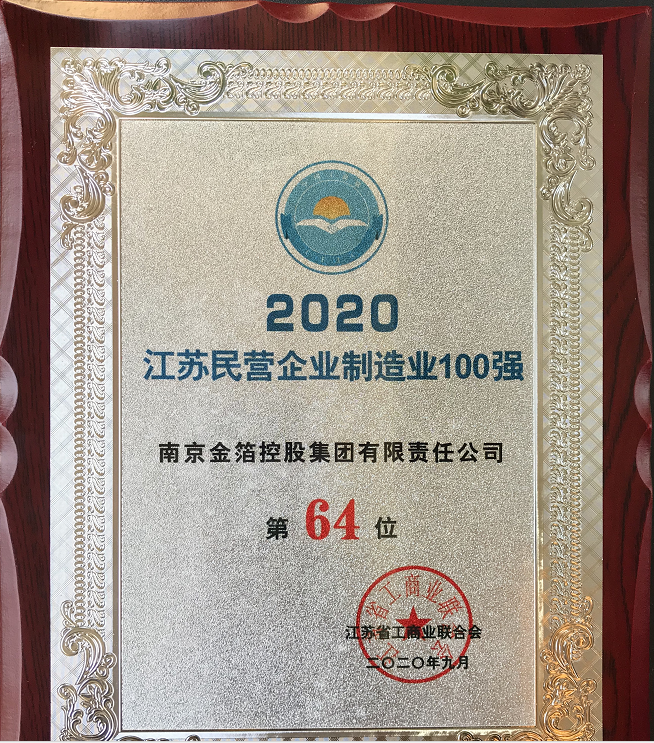 2020
江苏民营企业制造业100强
南京金箔控股集团有限责任公司
第 64 位
江苏省工商业联合会
二〇二〇年九月